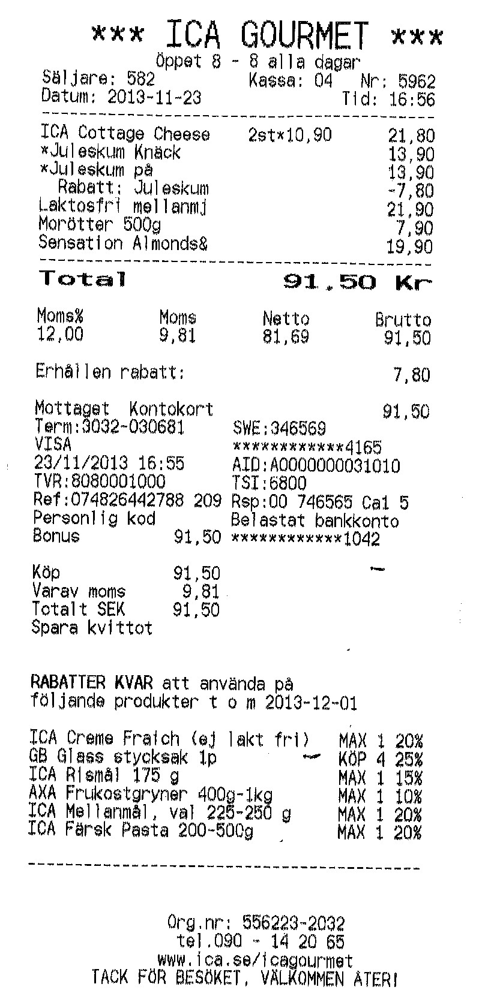 *** ICA GOURMET ***
Öppet 8 - 8 alla dagar
Säljare: 582 Kassa: 04 Nr: 5962
Datum: 2013-11-23 Tid: 16:56
ICA Cottage Cheese 2st*10,90 21,80
*Juleskum Knäck 13,90
*Juleskum på 13,90
Rabatt: Juleskum -7,80
Laktosfri mellanmj 21,90
Morötter 500g 7,90
Sensation Almonds& 19,90
Total 91.50 Kr
Moms% Moms Netto Brutto
12,00 9,81 81,69 91,50
Erhållen rabatt: 7,80
Mottaget Kontokort 91,50
Term:3032-030681 SWE:346569
VISA ************4165
23/11/2013 16:55 AID:A0000000031010
TVR:8080001000 TSI:6800
Ref:074826442788 209 Rsp:00 746565 Ca1 5
Personlig kod Belastat bankkonto
Bonus 91,50 ************1042
Köp 91,50
Varav moms 9,81
Totalt SEK 91,50
Spara kvittot
RABATTER KVAR att använda på
följande produkter t o m 2013-12-01
ICA Creme Fraich (ej lakt fri) MAX 1 20%
GB Glass stycksak 1p KÖP 4 25%
ICA Rismål 175 g MAX 1 15%
AXA Frukostgryner 400g-1kg MAX 1 10%
ICA Mellanmål, val 225-250 g MAX 1 20%
ICA Färsk Pasta 200-500g MAX 1 20%
Org.nr: 556223-2032
tel.090 - 14 20 65
www.ica.se/icagourmet
TACK FÖR BESÖKET, VÄLKOMMEN ÅTER!